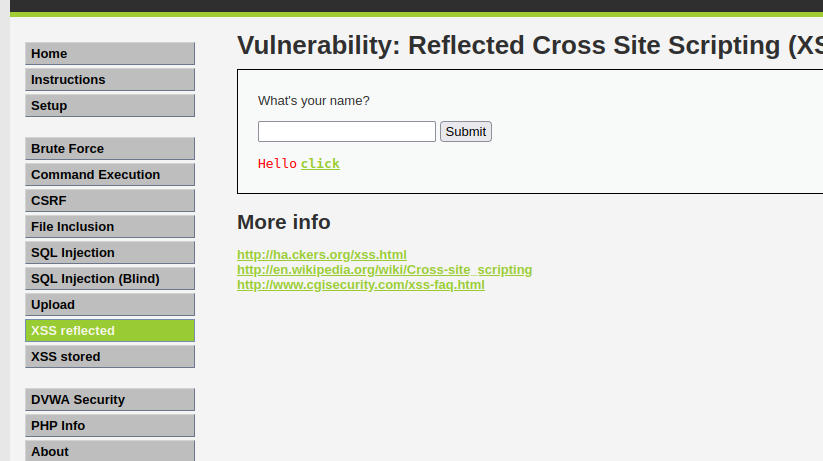 Home
Instructions
Setup
Brute Force
Command Execution
CSRF
File Inclusion
SQL Injection
SQL Injection (Blind)
Upload
XSS reflected
XSS stored
DVWA Security
PHP Info
About
Vulnerability: Reflected Cross Site Scripting (XS
What's your name?
Submit
Hello click
More info
http://ha.ckers.org/xss.html
http://en.wikipedia.org/wiki/Cross-site_scripting
http://www.cgisecurity.com/xss-faq.html